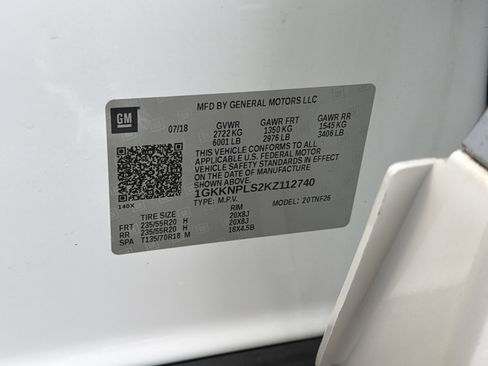 GM
MFD BY GENERAL MOTORS LLC
07/18
GVWR GAWR FRT GAWR RR
2722 KG 1350 KG 1545 KG
6001 LB 2976 LB 3406 LB
THIS VEHICLE CONFORMS TO ALL
APPLICABLE U.S. FEDERAL MOTOR
VEHICLE SAFETY STANDARDS IN EFFECT
ON THE DATE OF MANUFACTURE
SHOWN ABOVE.
1GKKNPLS2KZ112740
140X
TYPE: M.P.V. MODEL: 20TNF26
TIRE SIZE RIM
FRT 235/55R20 H 20X8J
RR 235/55R20 H 20X8J
SPA T135/70R18 M 18X4.5B